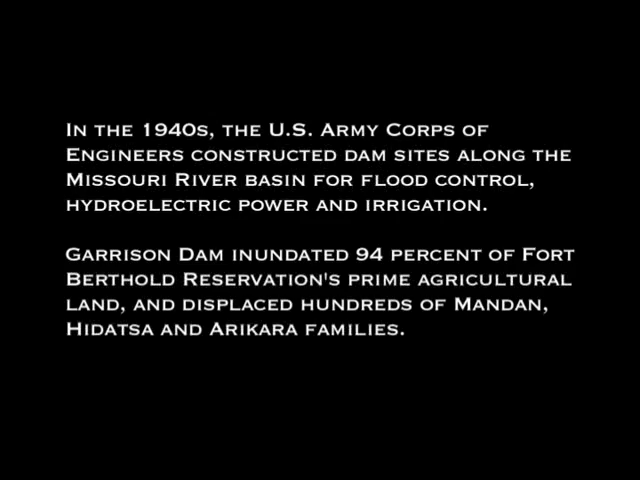 In the 1940s, the U.S. Army Corps of
Engineers constructed dam sites along the
Missouri River basin for flood control,
hydroelectric power and irrigation.
Garrison Dam inundated 94 percent of Fort
Berthold Reservation's prime agricultural
land, and displaced hundreds of Mandan,
Hidatsa and Arikara families.